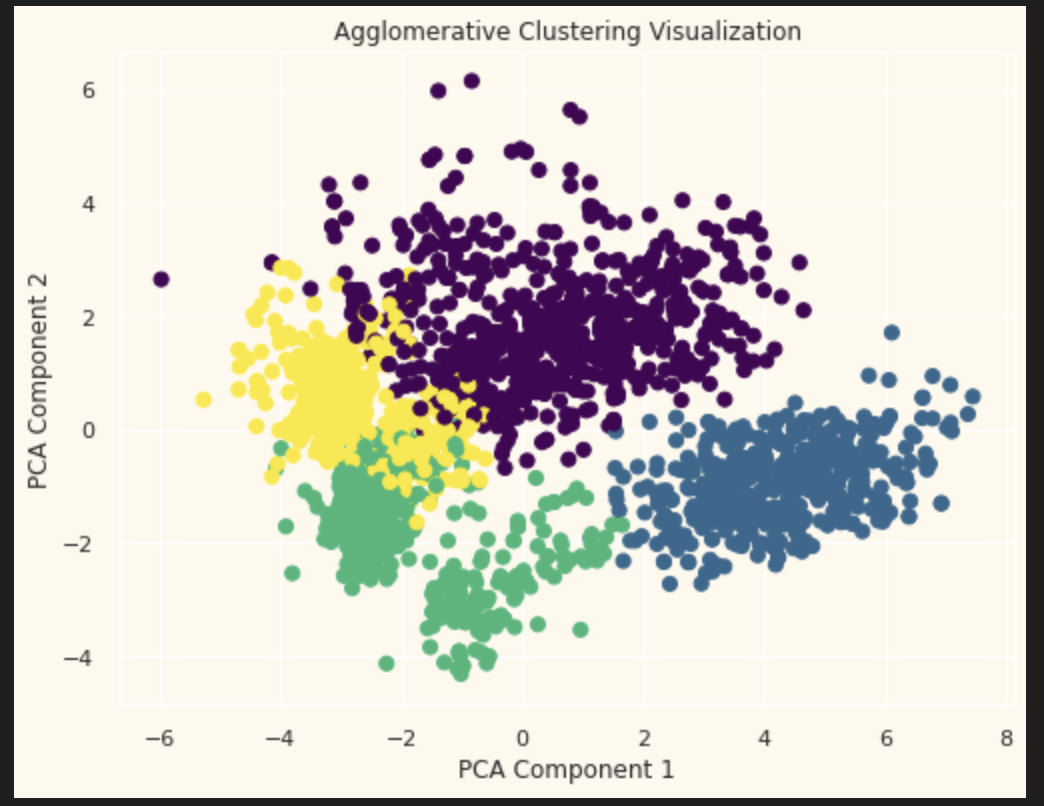 Agglomerative Clustering Visualization
6
4
2
0
−2
−4
PCA Component 2
−6 −4 −2 0 2 4 6 8
PCA Component 1